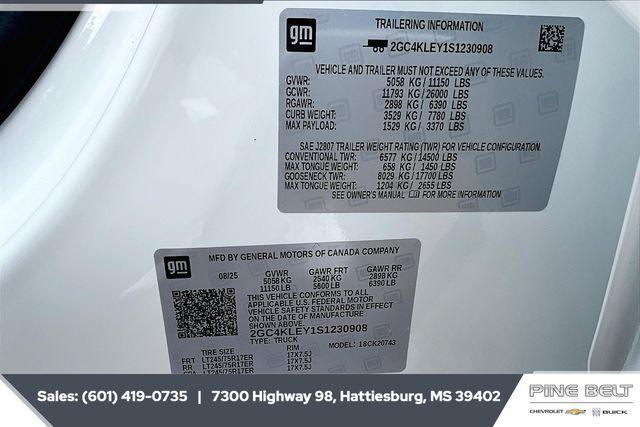 gm
TRAILERING INFORMATION
2GC4KLEY1S1230908
VEHICLE AND TRAILER MUST NOT EXCEED ANY OF THESE VALUES.
GVWR: 5058 KG/11150 LBS
GCWR: 11793 KG/26000 LBS
RGAWR: 2898 KG/ 6390 LBS
CURB WEIGHT: 3529 KG/ 7780 LBS
MAX PAYLOAD: 1529 KG/ 3370 LBS
SAE J2807 TRAILER WEIGHT RATING (TWR) FOR VEHICLE CONFIGURATION.
CONVENTIONAL TWR: 6577 KG/14500 LBS
MAX TONGUE WEIGHT: 658 KG/ 1450 LBS
GOOSENECK TWR: 8029 KG/17700 LBS
MAX TONGUE WEIGHT: 1204 KG/ 2655 LBS
SEE OWNER'S MANUAL FOR MORE INFORMATION
gm
MFD BY GENERAL MOTORS OF CANADA COMPANY
08/25 GVWR GAWR FRT GAWR RR
5058 KG 2540 KG 2898 KG
11150 LB 5600 LB 6390 LB
THIS VEHICLE CONFORMS TO ALL
APPLICABLE U.S. FEDERAL MOTOR
VEHICLE SAFETY STANDARDS IN
EFFECT ON THE DATE OF MANUFACTURE
SHOWN ABOVE.
2GC4KLEY1S1230908
TYPE: TRUCK MODEL: 18CK20743
TIRE SIZE RIM
FRT LT245/75R17ER 17X7.5J
RR LT245/75R17ER 17X7.5J
LT245/75R17ER 17X7.5J
Sales: (601) 419-0735 | 7300 Highway 98, Hattiesburg, MS 39402
PINE BELT
CHEVROLET BUICK